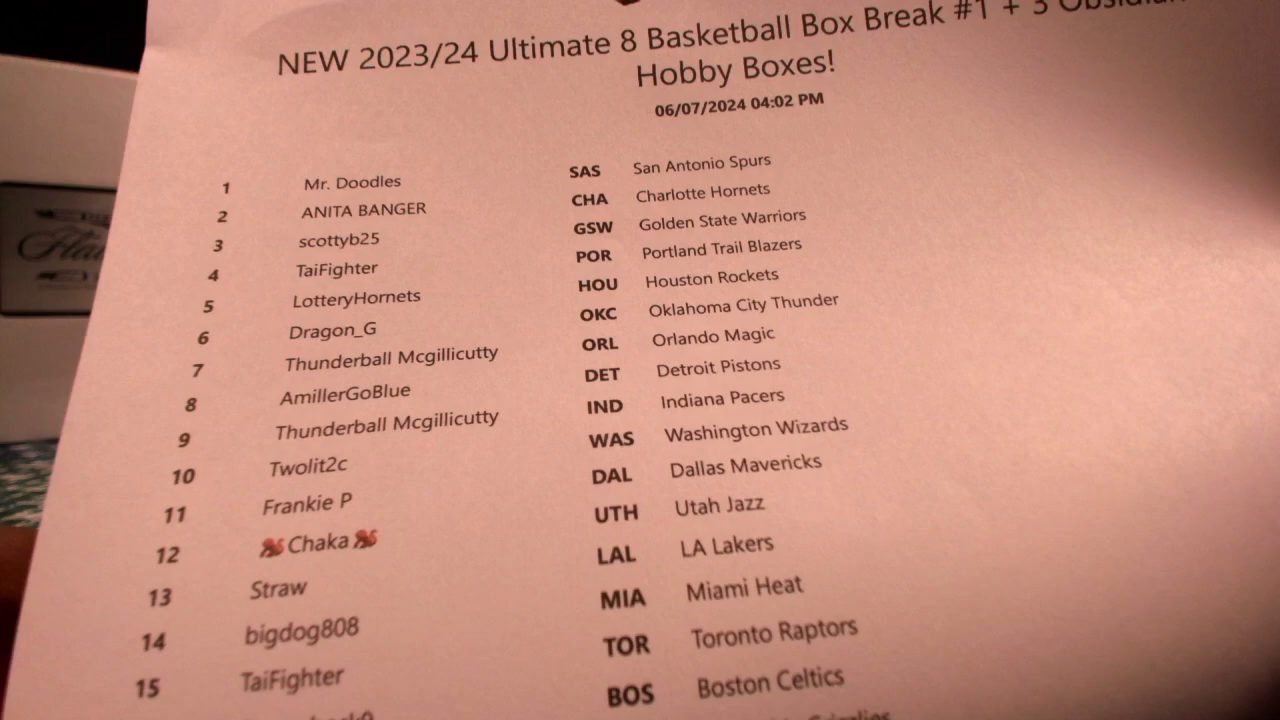 NEW 2023/24 Ultimate 8 Basketball Box Break #1 + 3 Obsidian
Hobby Boxes!
06/07/2024 04:02 PM
1 Mr. Doodles SAS San Antonio Spurs
2 ANITA BANGER CHA Charlotte Hornets
3 scottyb25 GSW Golden State Warriors
4 TaiFighter POR Portland Trail Blazers
5 LotteryHornets HOU Houston Rockets
6 Dragon_G OKC Oklahoma City Thunder
7 Thunderball Mcgillicutty ORL Orlando Magic
8 AmillerGoBlue DET Detroit Pistons
9 Thunderball Mcgillicutty IND Indiana Pacers
10 Twolit2c WAS Washington Wizards
11 Frankie P DAL Dallas Mavericks
12 Chaka UTH Utah Jazz
13 Straw LAL LA Lakers
14 bigdog808 MIA Miami Heat
15 TaiFighter TOR Toronto Raptors
BOS Boston Celtics